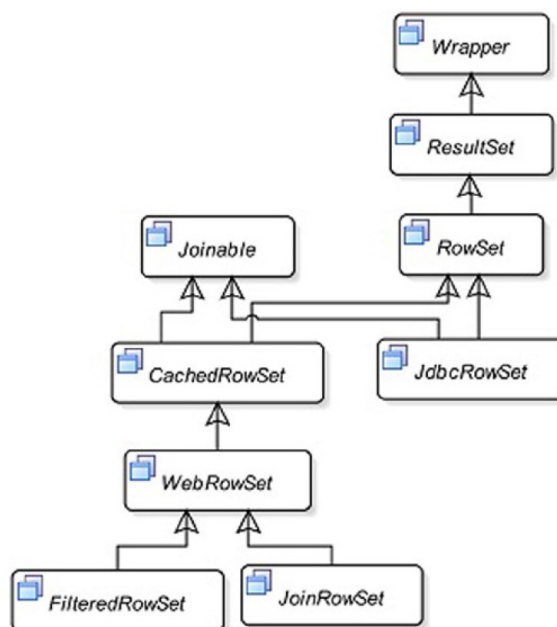 Wrapper
ResultSet
Joinable
RowSet
CachedRowSet
JdbcRowSet
WebRowSet
FilteredRowSet
JoinRowSet